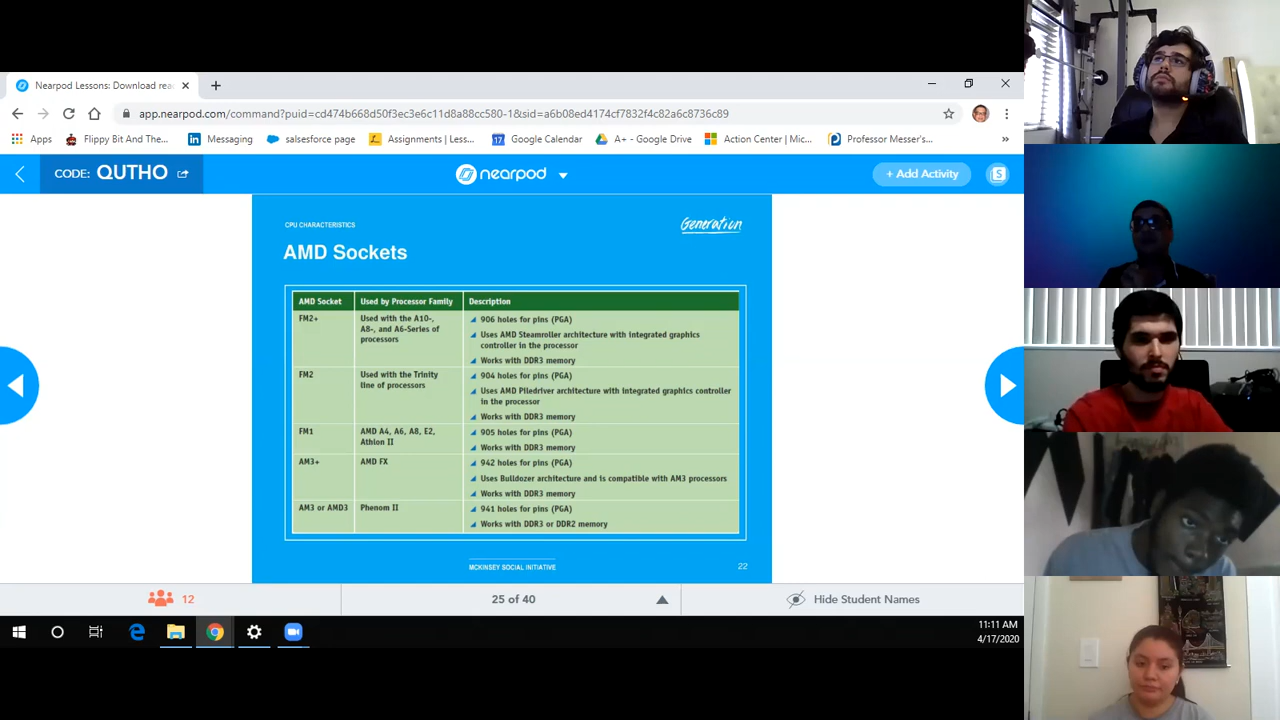 Nearpod Lessons: Download rea
app.nearpod.com/command?puid=cd47b668d50f3ec3e6c11d8a88cc580-1&sid=a6b08ed4174cf7832f4c82a6c8736c89
Apps Flippy Bit And The... Messaging salsesforce page Assignments | Less... Google Calendar A+ - Google Drive Action Center | Mic... Professor Messer's... »
CODE: QUTHO
nearpod
+ Add Activity
S
CPU CHARACTERISTICS
Generation
AMD Sockets
AMD Socket Used by Processor Family Description
FM2+ Used with the A10-, A8-, and A6-Series of processors
906 holes for pins (PGA)
Uses AMD Steamroller architecture with integrated graphics
controller in the processor
Works with DDR3 memory
FM2 Used with the Trinity line of processors
904 holes for pins (PGA)
Uses AMD Piledriver architecture with integrated graphics controller
in the processor
Works with DDR3 memory
FM1 AMD A4, A6, A8, E2, Athlon II
905 holes for pins (PGA)
Works with DDR3 memory
AM3+ AMD FX
942 holes for pins (PGA)
Uses Bulldozer architecture and is compatible with AM3 processors
Works with DDR3 memory
AM3 or AMD3 Phenom II
941 holes for pins (PGA)
Works with DDR3 or DDR2 memory
MCKINSEY SOCIAL INITIATIVE
22
12
25 of 40
Hide Student Names
11:11 AM
4/17/2020